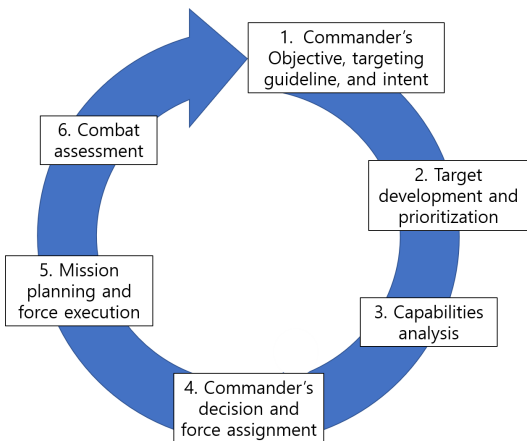 1. Commander's
Objective, targeting
guideline, and intent
2. Target
development and
prioritization
3. Capabilities
analysis
4. Commander's
decision and
force assignment
5. Mission
planning and
force execution
6. Combat
assessment